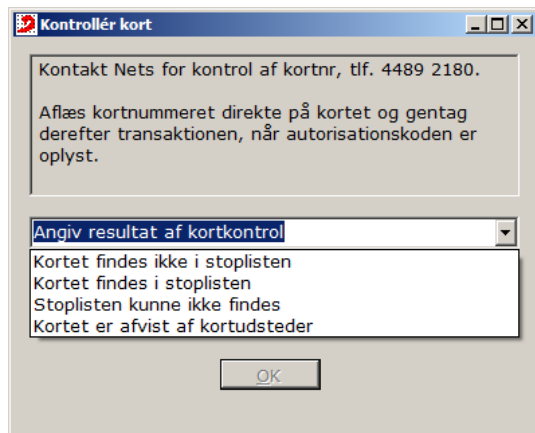 Kontrollér kort
Kontakt Nets for kontrol af kortnr, tlf. 4489 2180.
Aflæs kortnummeret direkte på kortet og gentag
derefter transaktionen, når autorisationskoden er
oplyst.
Angiv resultat af kortkontrol
Kortet findes ikke i stoplisten
Kortet findes i stoplisten
Stoplisten kunne ikke findes
Kortet er afvist af kortudsteder
OK